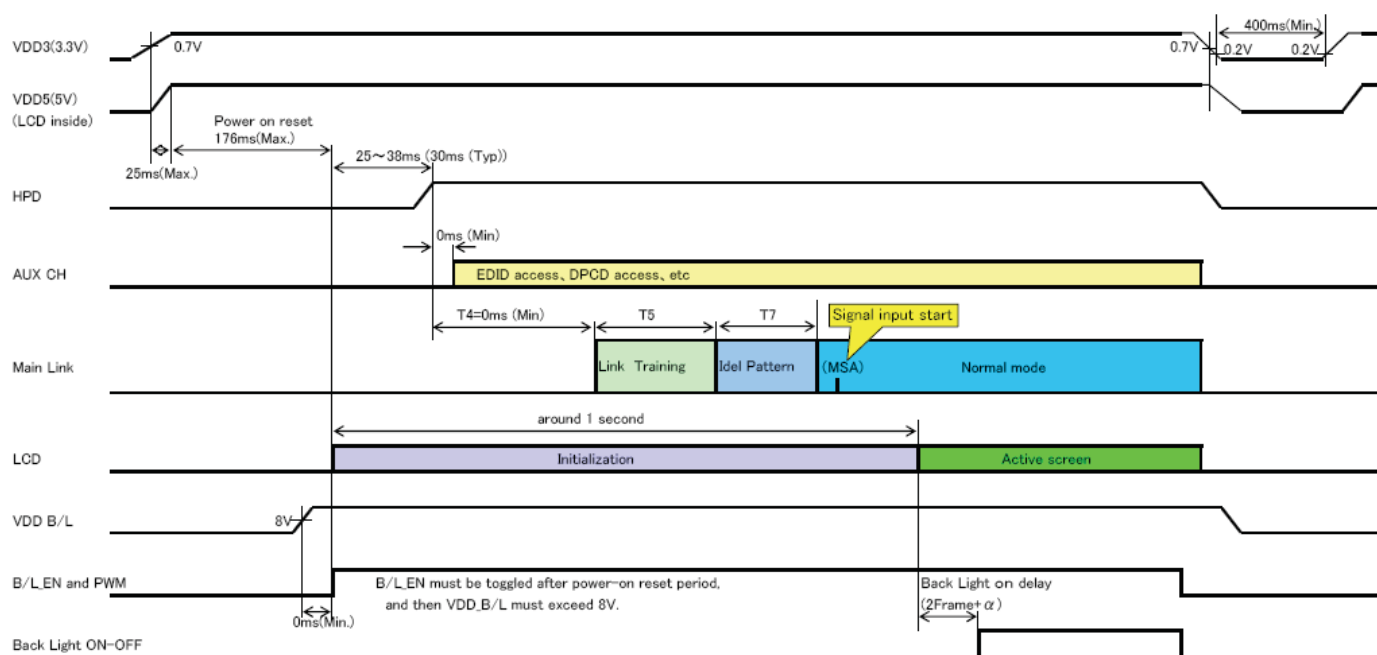 400ms(Min.)
VDD3(3.3V)
0.7V
0.7V
0.2V
0.2V
VDD5(5V)
(LCD inside)
Power on reset
176ms(Max.)
25ms(Max.)
25～38ms (30ms (Typ))
HPD
0ms (Min)
AUX CH
EDID access、DPCD access、etc
T4=0ms (Min)
T5
T7
Signal input start
Main Link
Link Training
Idel Pattern
(MSA)
Normal mode
around 1 second
LCD
Initialization
Active screen
VDD B/L
8V
B/L_EN and PWM
B/L_EN must be toggled after power-on reset period,
and then VDD_B/L must exceed 8V.
Back Light on delay
(2Frame+α)
0ms(Min.)
Back Light ON-OFF